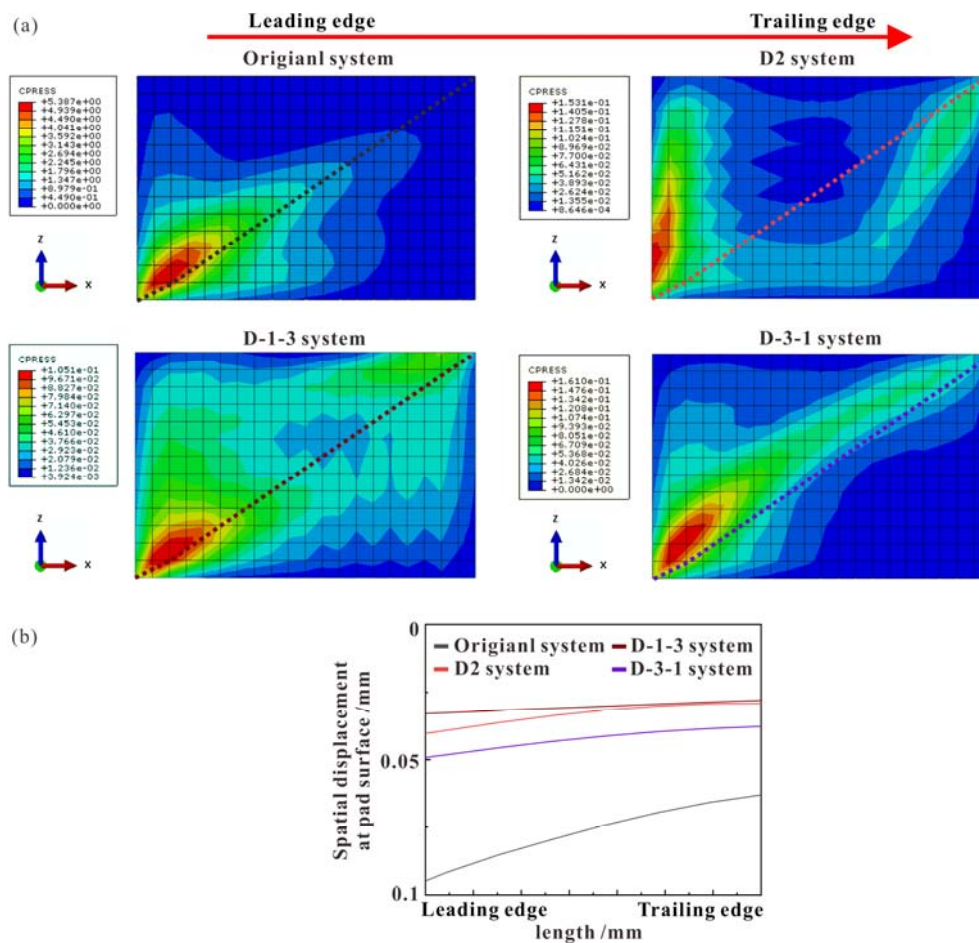 (a)
Leading edge
Trailing edge
Origianl system
D2 system
CPRESS
+5.387e+00
+4.939e+00
+4.490e+00
+4.041e+00
+3.592e+00
+3.143e+00
+2.694e+00
+2.245e+00
+1.796e+00
+1.347e+00
+8.979e-01
+4.490e-01
+0.000e+00
z
x
CPRESS
+1.531e-01
+1.405e-01
+1.278e-01
+1.151e-01
+1.024e-01
+8.969e-02
+7.700e-02
+6.431e-02
+5.162e-02
+3.893e-02
+2.624e-02
+1.355e-02
+8.646e-04
z
x
D-1-3 system
D-3-1 system
CPRESS
+1.051e-01
+9.671e-02
+8.827e-02
+7.984e-02
+7.140e-02
+6.297e-02
+5.453e-02
+4.610e-02
+3.766e-02
+2.923e-02
+2.079e-02
+1.236e-02
+3.924e-03
z
x
CPRESS
+1.610e-01
+1.476e-01
+1.342e-01
+1.208e-01
+1.074e-01
+9.393e-02
+8.051e-02
+6.709e-02
+5.368e-02
+4.026e-02
+2.684e-02
+1.342e-02
+0.000e+00
z
x
(b)
0
0.05
0.1
Spatial displacement
at pad surface /mm
Origianl system
D-1-3 system
D2 system
D-3-1 system
Leading edge
Trailing edge
length /mm